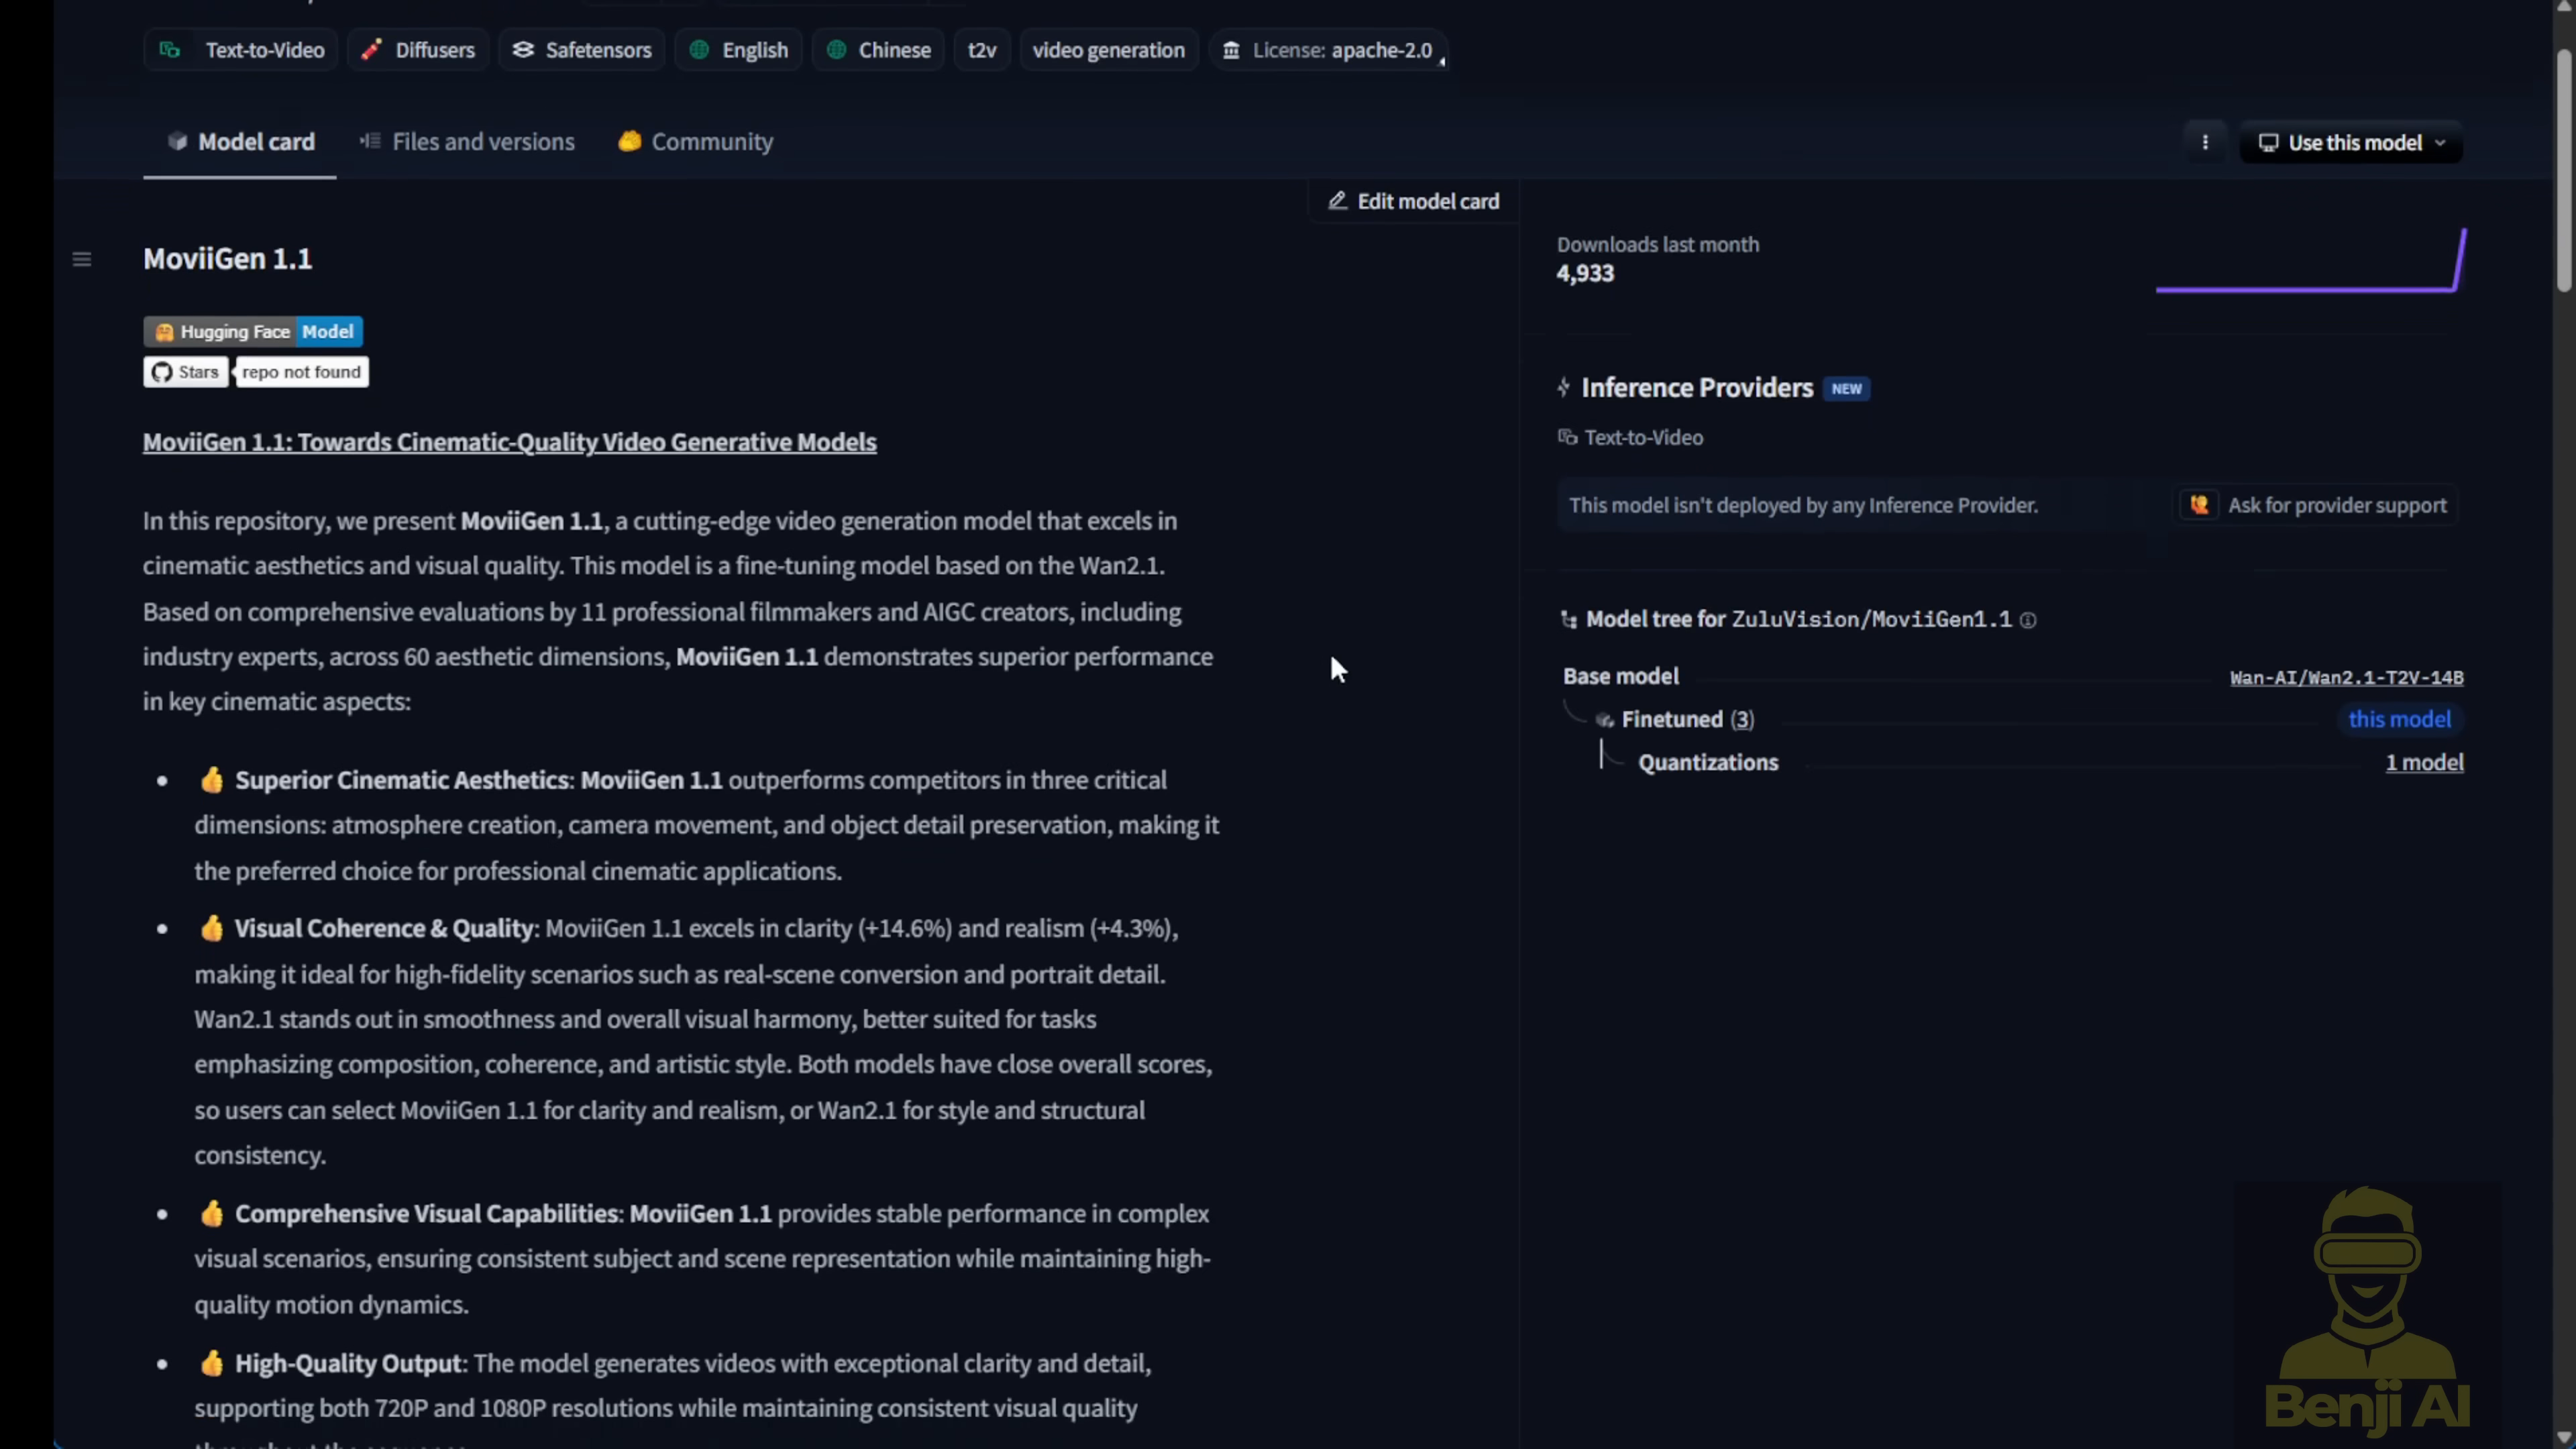 Text-to-Video Diffusers Safetensors English Chinese t2v video generation License: apache-2.0
Model card Files and versions Community Use this model
Edit model card
MoviiGen 1.1
Hugging Face Model
Stars repo not found
MoviiGen 1.1: Towards Cinematic-Quality Video Generative Models
In this repository, we present MoviiGen 1.1, a cutting-edge video generation model that excels in
cinematic aesthetics and visual quality. This model is a fine-tuning model based on the Wan2.1.
Based on comprehensive evaluations by 11 professional filmmakers and AIGC creators, including
industry experts, across 60 aesthetic dimensions, MoviiGen 1.1 demonstrates superior performance
in key cinematic aspects:
• 👍 Superior Cinematic Aesthetics: MoviiGen 1.1 outperforms competitors in three critical
dimensions: atmosphere creation, camera movement, and object detail preservation, making it
the preferred choice for professional cinematic applications.
• 👍 Visual Coherence & Quality: MoviiGen 1.1 excels in clarity (+14.6%) and realism (+4.3%),
making it ideal for high-fidelity scenarios such as real-scene conversion and portrait detail.
Wan2.1 stands out in smoothness and overall visual harmony, better suited for tasks
emphasizing composition, coherence, and artistic style. Both models have close overall scores,
so users can select MoviiGen 1.1 for clarity and realism, or Wan2.1 for style and structural
consistency.
• 👍 Comprehensive Visual Capabilities: MoviiGen 1.1 provides stable performance in complex
visual scenarios, ensuring consistent subject and scene representation while maintaining high-
quality motion dynamics.
• 👍 High-Quality Output: The model generates videos with exceptional clarity and detail,
supporting both 720P and 1080P resolutions while maintaining consistent visual quality
Downloads last month
4,933
Inference Providers NEW
Text-to-Video
This model isn't deployed by any Inference Provider. Ask for provider support
Model tree for ZuluVision/MoviiGen1.1
Base model Wan-AI/Wan2.1-T2V-14B
Finetuned (3) this model
Quantizations 1 model
Benji AI